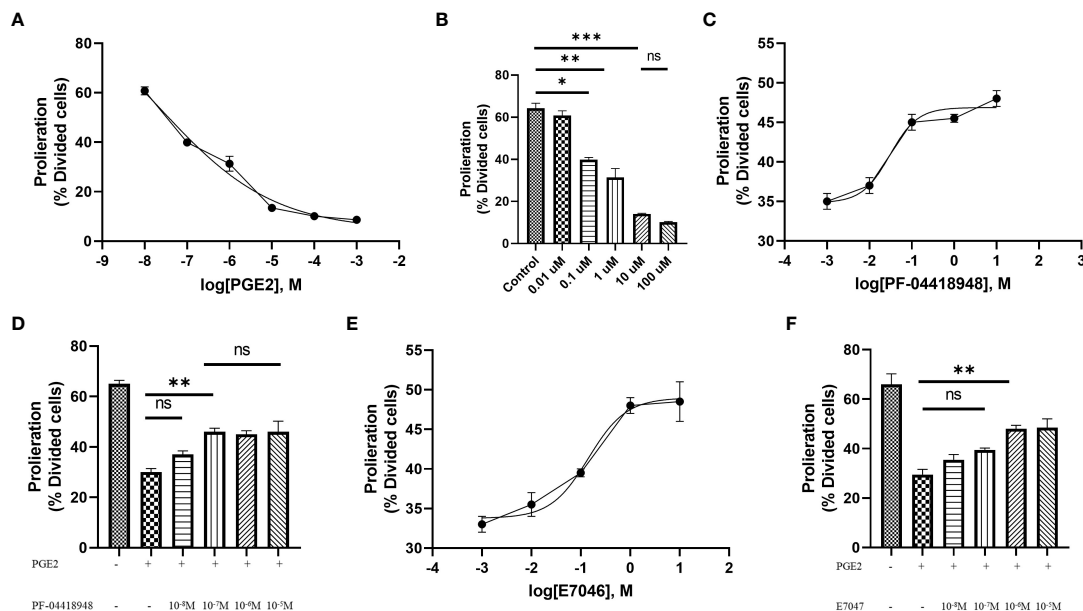 A
Prolieration
(% Divided cells)
80
60
40
20
0
-9 -8 -7 -6 -5 -4 -3 -2
log[PGE2], M
B
Prolieration
(% Divided cells)
***
**
ns
*
80
60
40
20
0
Control 0.01 uM 0.1 uM 1 uM 10 uM 100 uM
C
Prolieration
(% Divided cells)
55
50
45
40
35
30
-4 -3 -2 -1 0 1 2 3
log[PF-04418948], M
D
Prolieration
(% Divided cells)
80
60
40
20
0
ns
**
ns
PGE2 - + + + + +
PF-04418948 - - 10⁻⁸M 10⁻⁷M 10⁻⁶M 10⁻⁵M
E
Prolieration
(% Divided cells)
55
50
45
40
35
30
-4 -3 -2 -1 0 1 2
log[E7046], M
F
Prolieration
(% Divided cells)
80
60
40
20
0
**
ns
PGE2 - + + + + +
E7047 - - 10⁻⁸M 10⁻⁷M 10⁻⁶M 10⁻⁵M